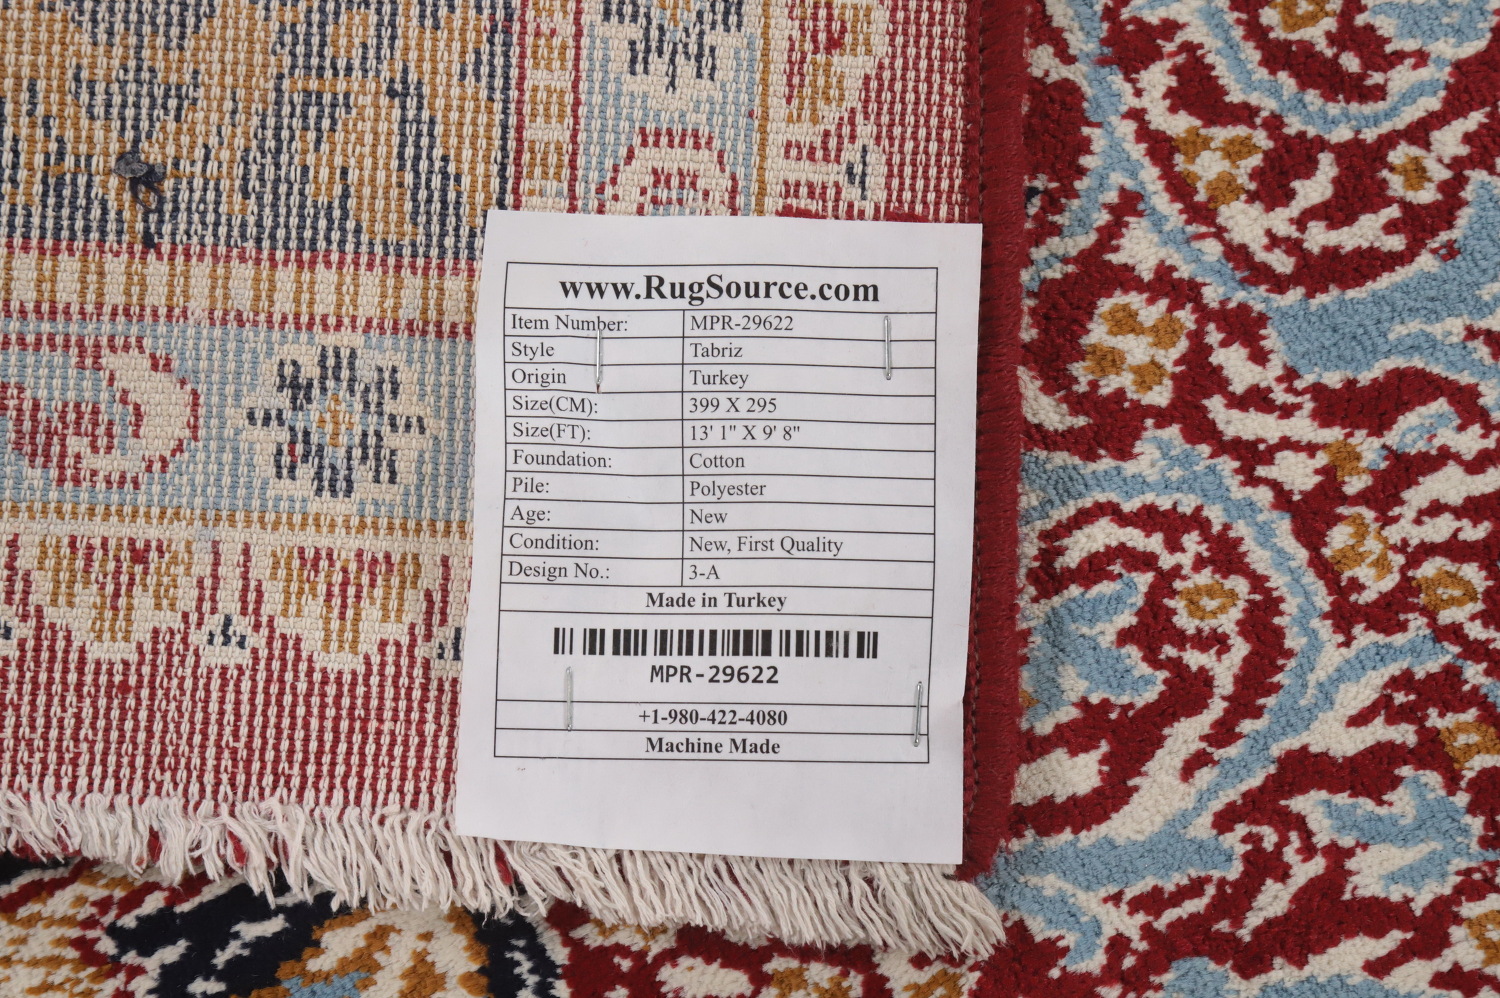 www.RugSource.com
Item Number: MPR-29622
Style Tabriz
Origin Turkey
Size(CM): 399 X 295
Size(FT): 13' 1" X 9' 8"
Foundation: Cotton
Pile: Polyester
Age: New
Condition: New, First Quality
Design No.: 3-A
Made in Turkey
MPR-29622
+1-980-422-4080
Machine Made